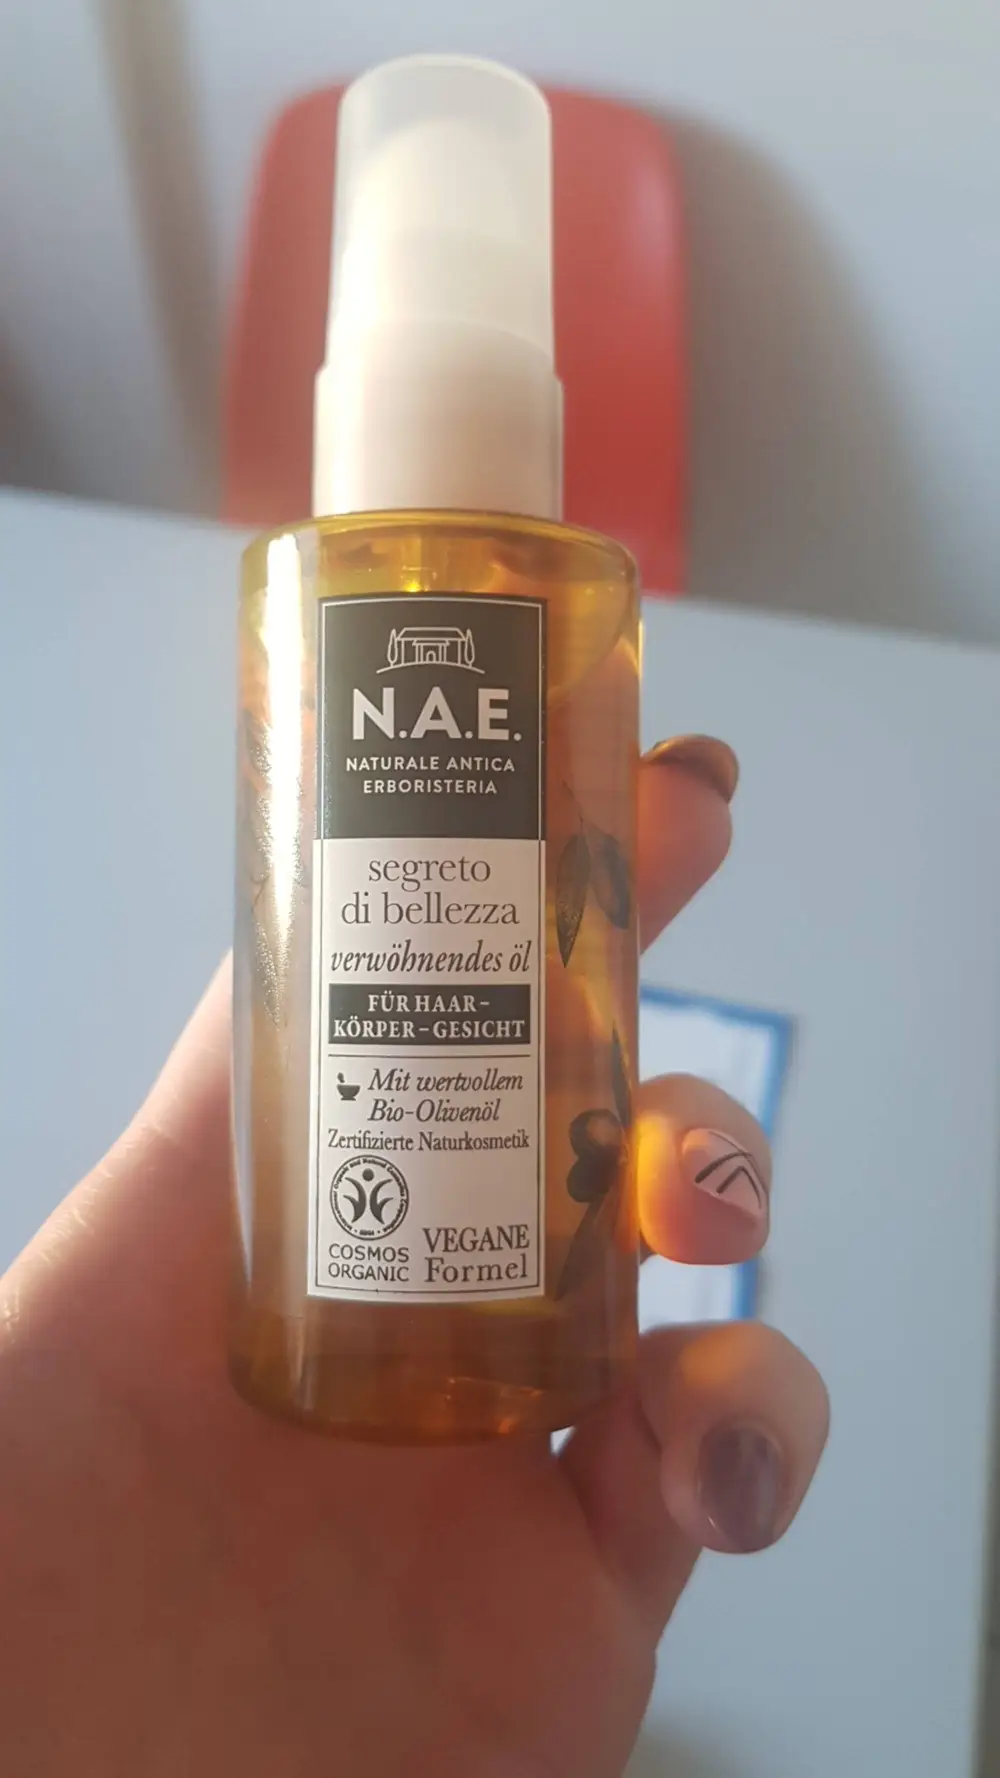 N.A.E.
NATURALE ANTICA
ERBORISTERIA
segreto
di bellezza
verwöhnendes öl
FÜR HAAR-
KÖRPER-GESICHT
Mit wertvollem
Bio-Olivenöl
Zertifizierte Naturkosmetik
COSMOS
ORGANIC
VEGANE
Formel